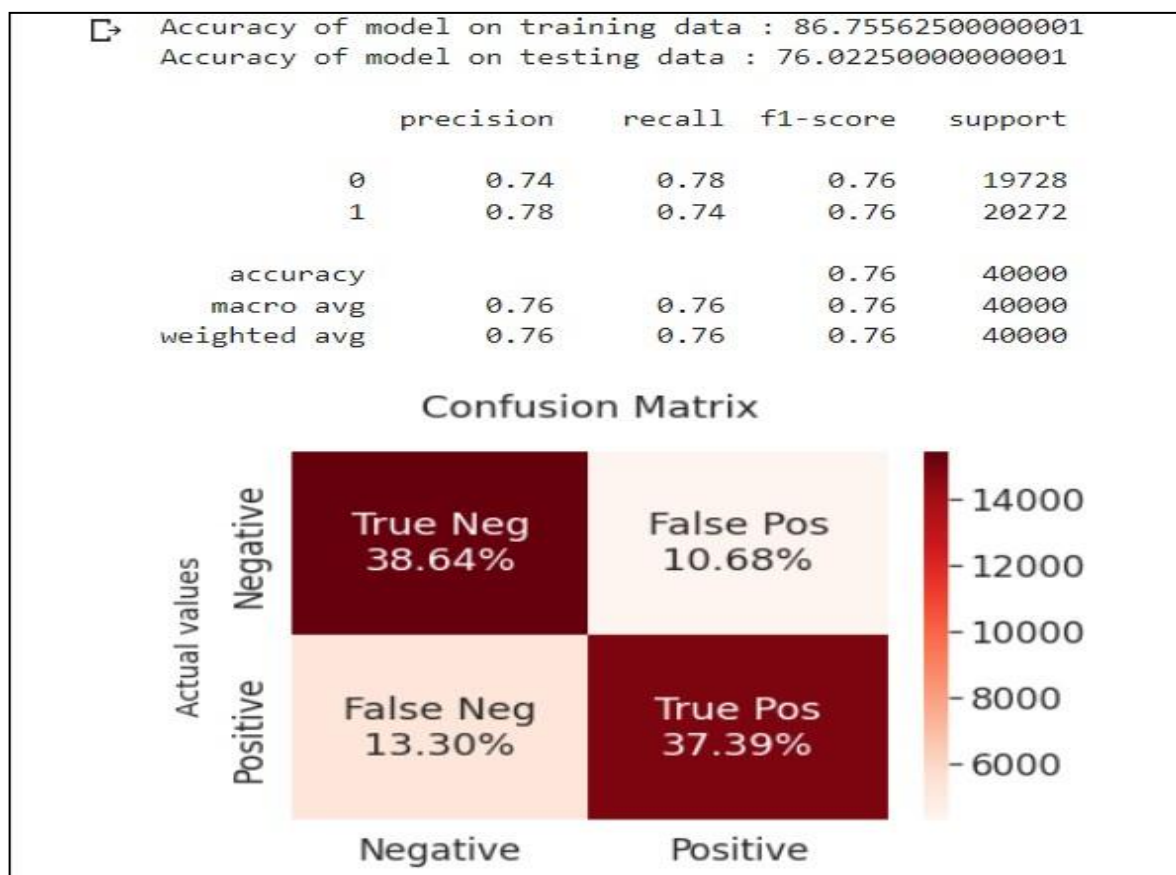 Accuracy of model on training data : 86.75562500000001
Accuracy of model on testing data : 76.02250000000001
precision recall f1-score support
0 0.74 0.78 0.76 19728
1 0.78 0.74 0.76 20272
accuracy 0.76 40000
macro avg 0.76 0.76 0.76 40000
weighted avg 0.76 0.76 0.76 40000
Confusion Matrix
Actual values
Negative
Positive
True Neg
38.64%
False Pos
10.68%
False Neg
13.30%
True Pos
37.39%
Negative Positive
14000
12000
10000
8000
6000